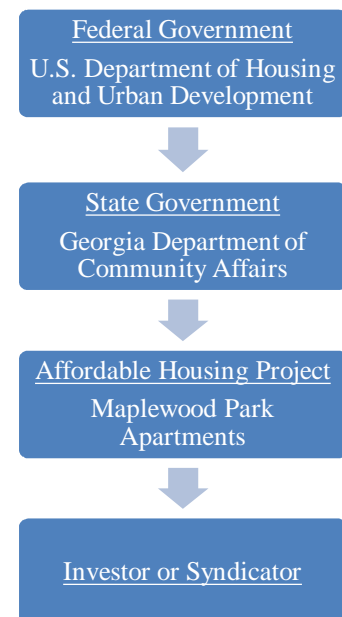 Federal Government
U.S. Department of Housing
and Urban Development
State Government
Georgia Department of
Community Affairs
Affordable Housing Project
Maplewood Park
Apartments
Investor or Syndicator